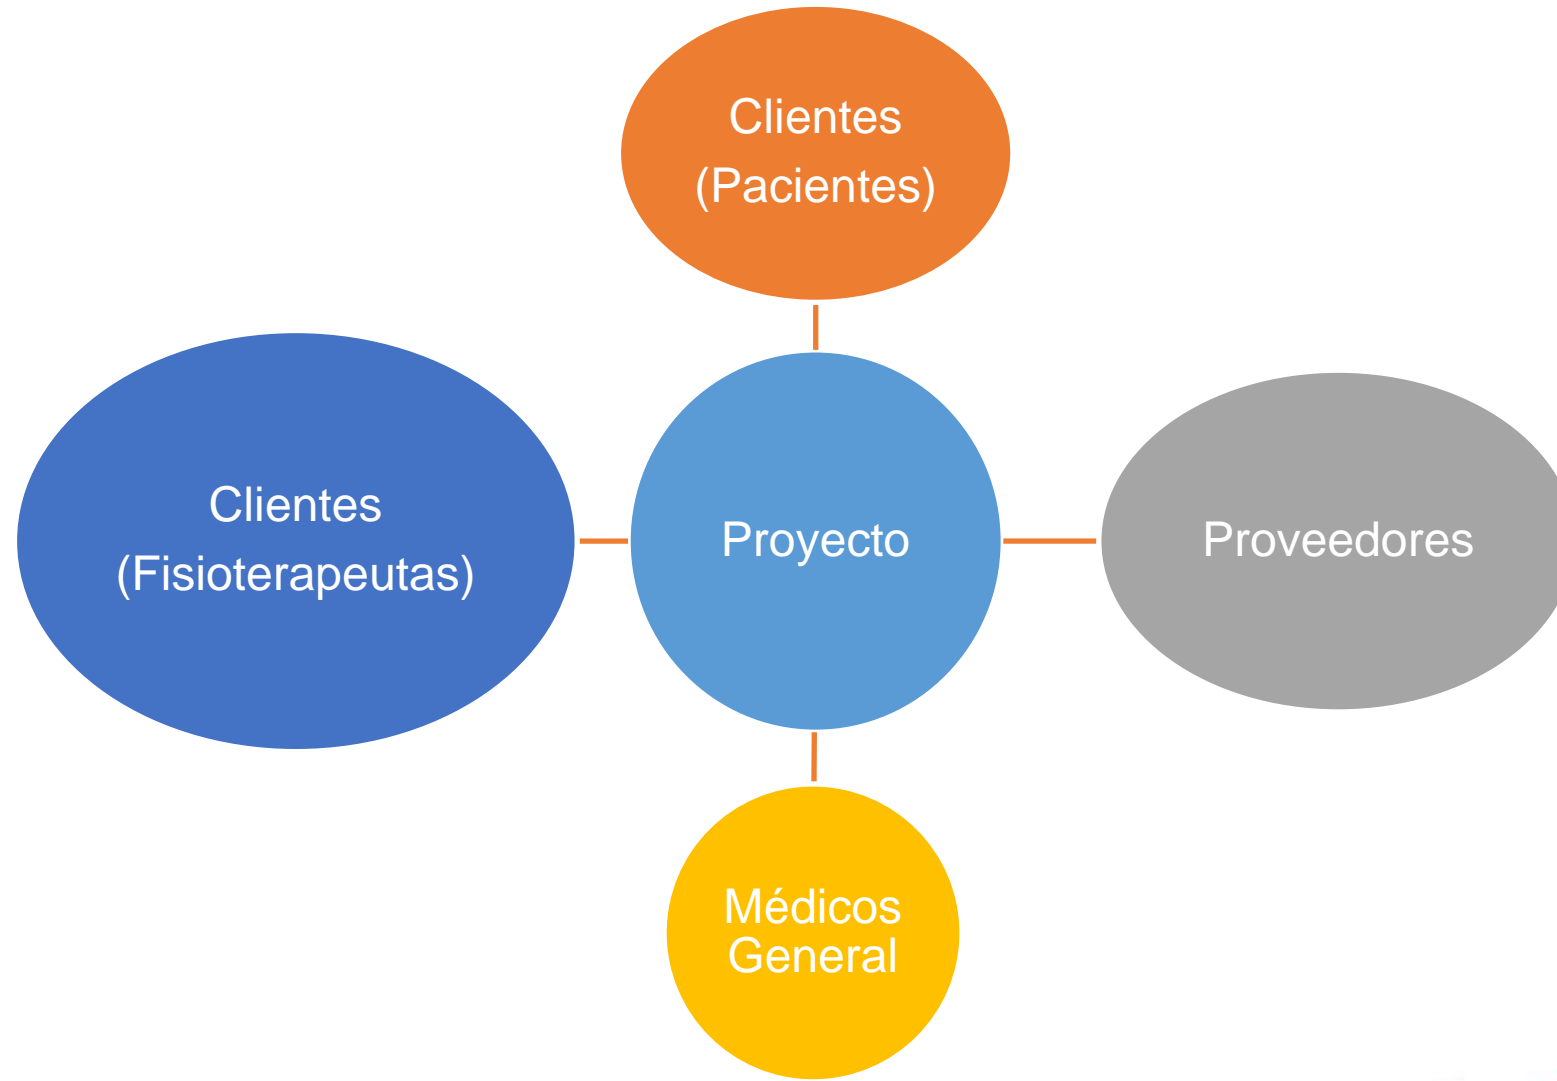 Clientes
(Pacientes)
Clientes
(Fisioterapeutas)
Proyecto
Proveedores
Médicos
General